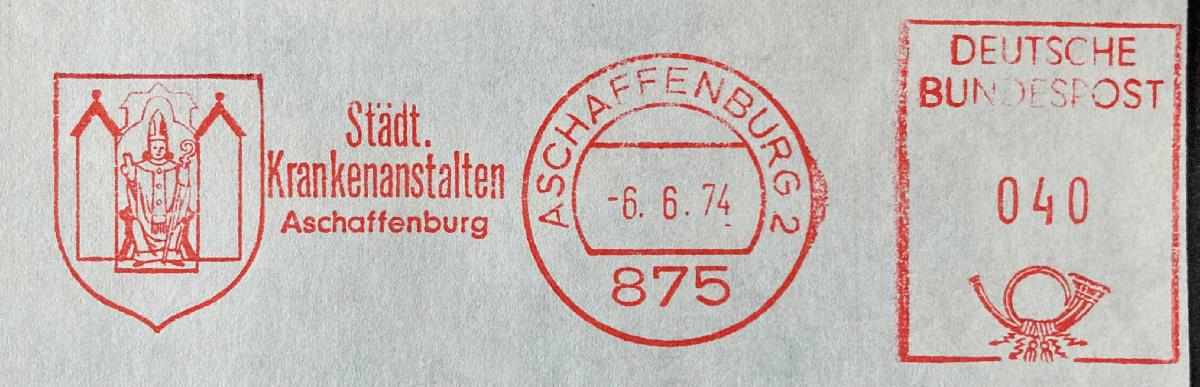 Städt.
Krankenanstalten
Aschaffenburg
ASCHAFFENBURG 2
-6. 6. 74
875
DEUTSCHE
BUNDESPOST
040